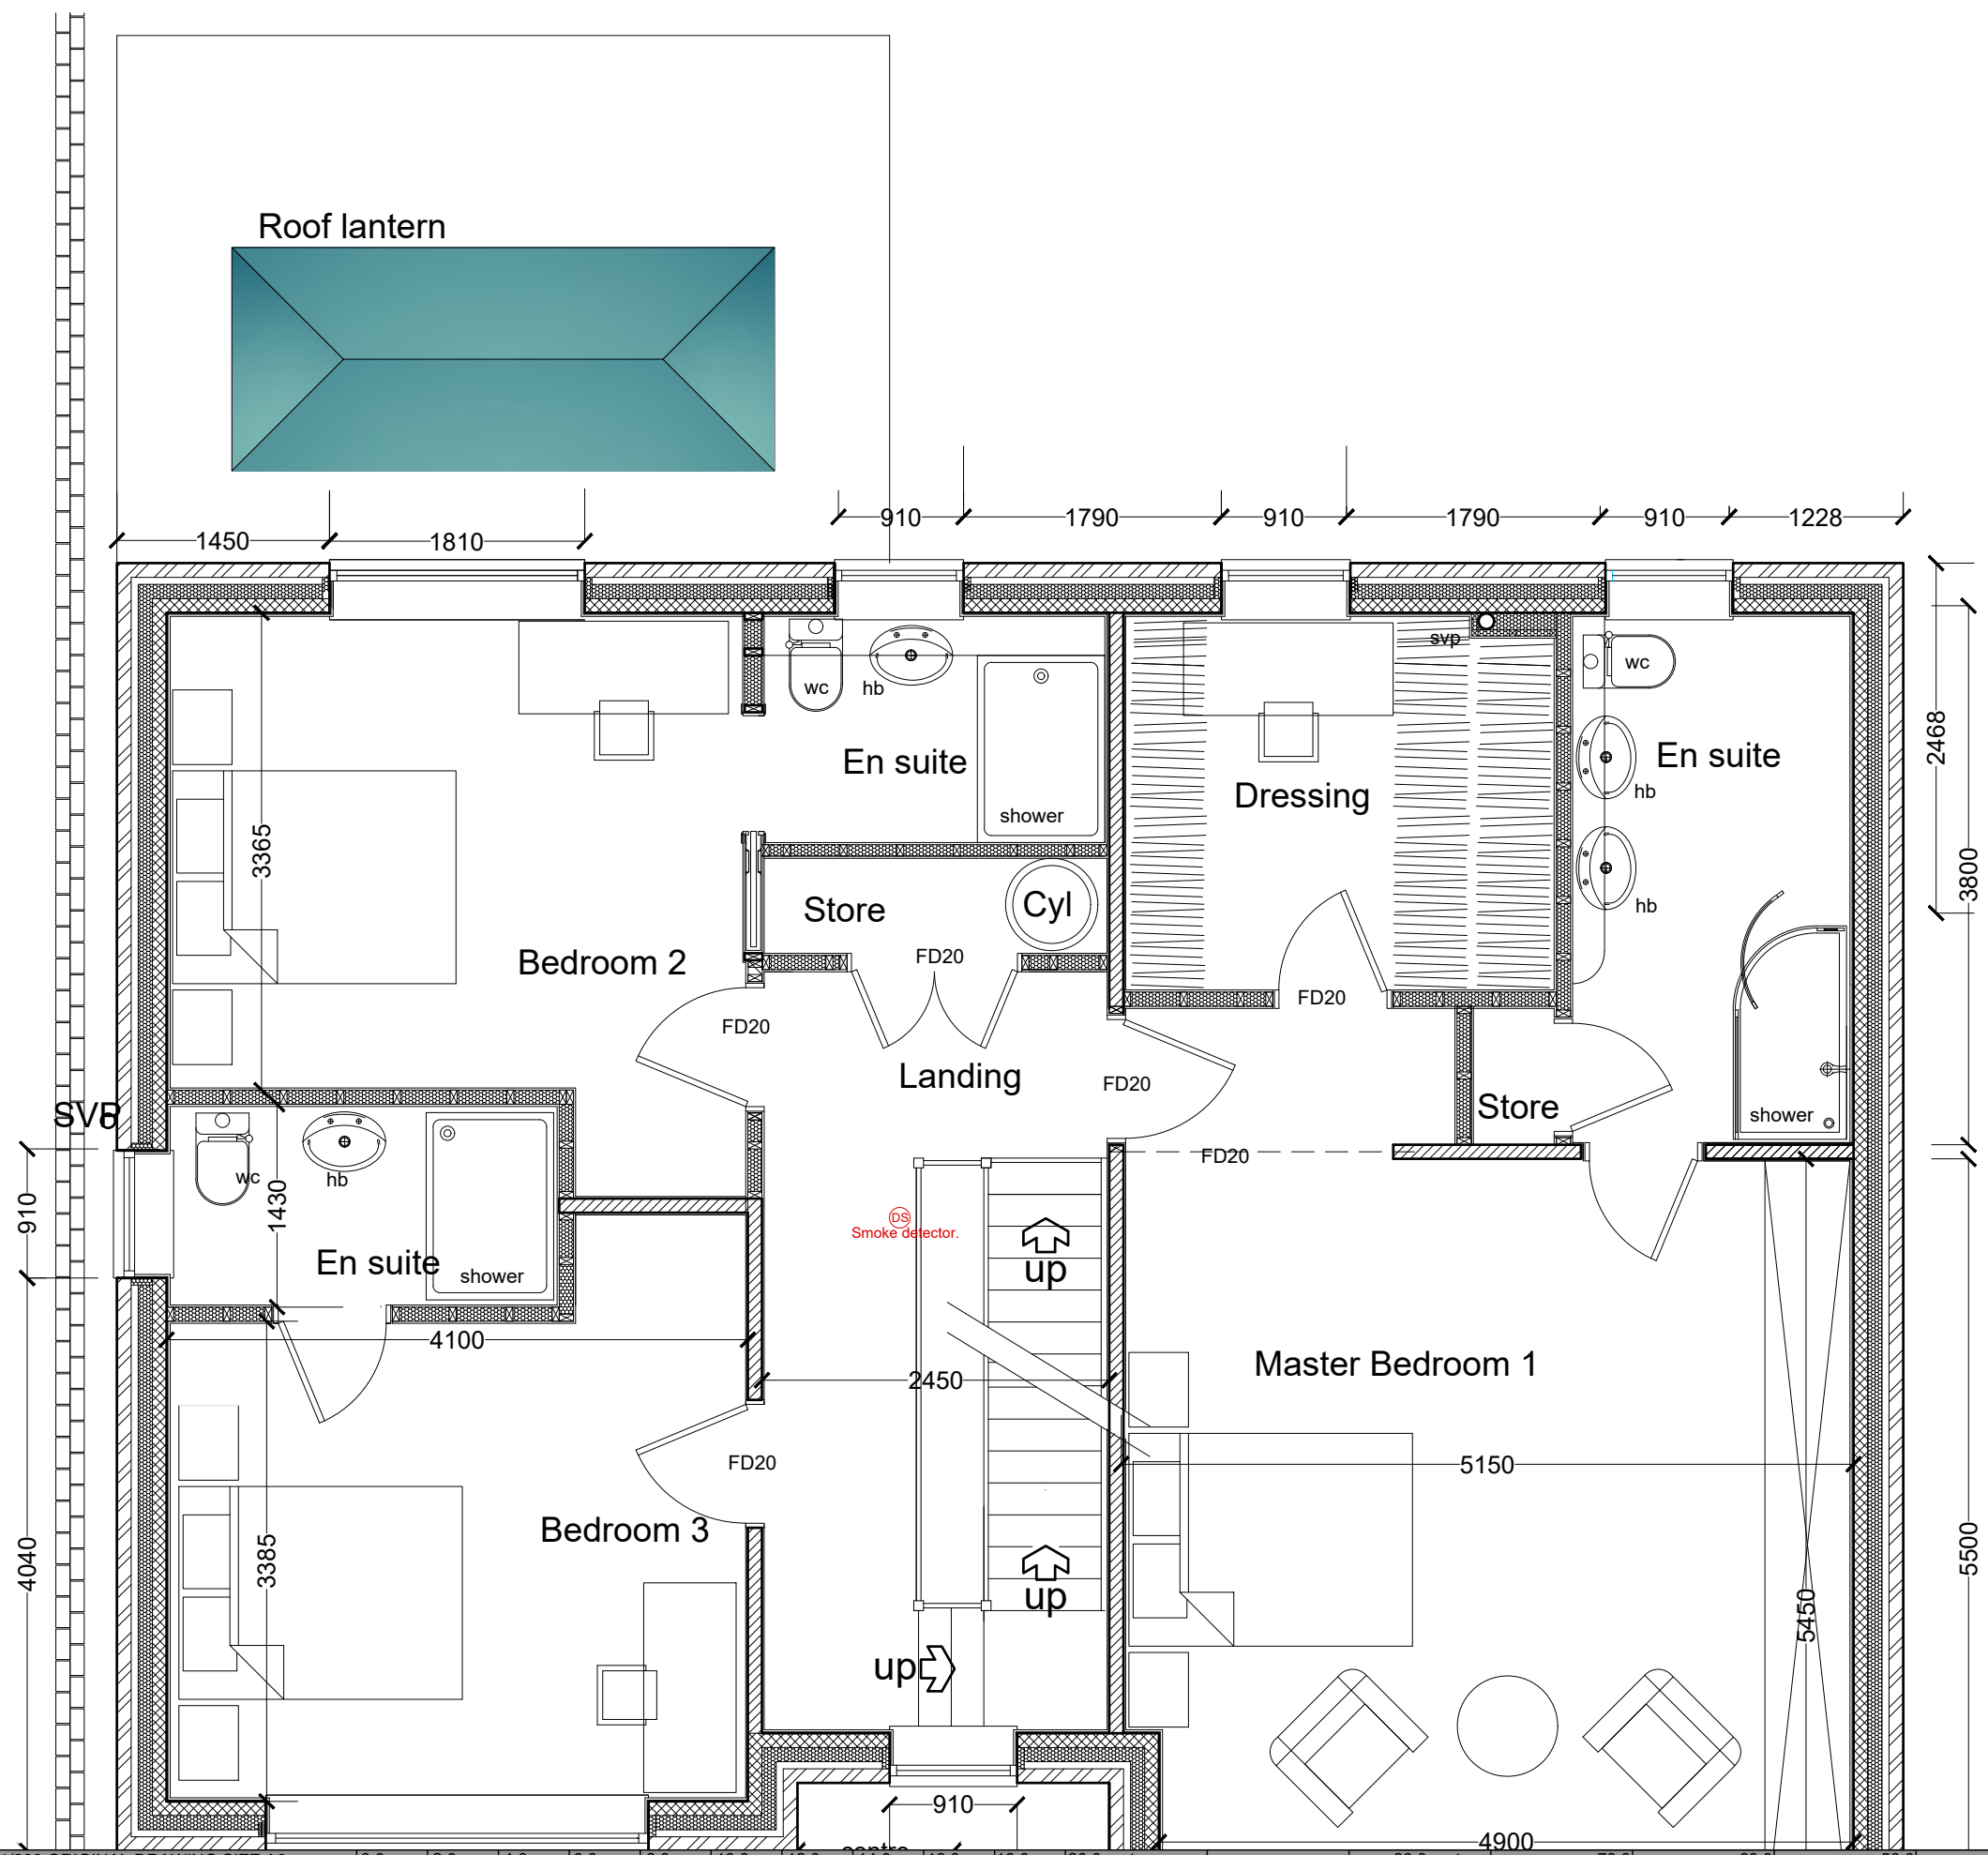 Roof lantern
910
1790
910
1790
910
1228
1450
1810
svp
wc
wc
hb
2468
En suite
En suite
hb
Dressing
shower
3365
3800
Store
Cyl
hb
FD20
Bedroom 2
FD20
FD20
Landing
FD20
Store
shower
SVP
FD20
wc
hb
1430
910
DS
Smoke detector.
En suite
shower
up
4100
Master Bedroom 1
2450
FD20
5150
Bedroom 3
3385
4040
5500
up
5450
up
910
4900